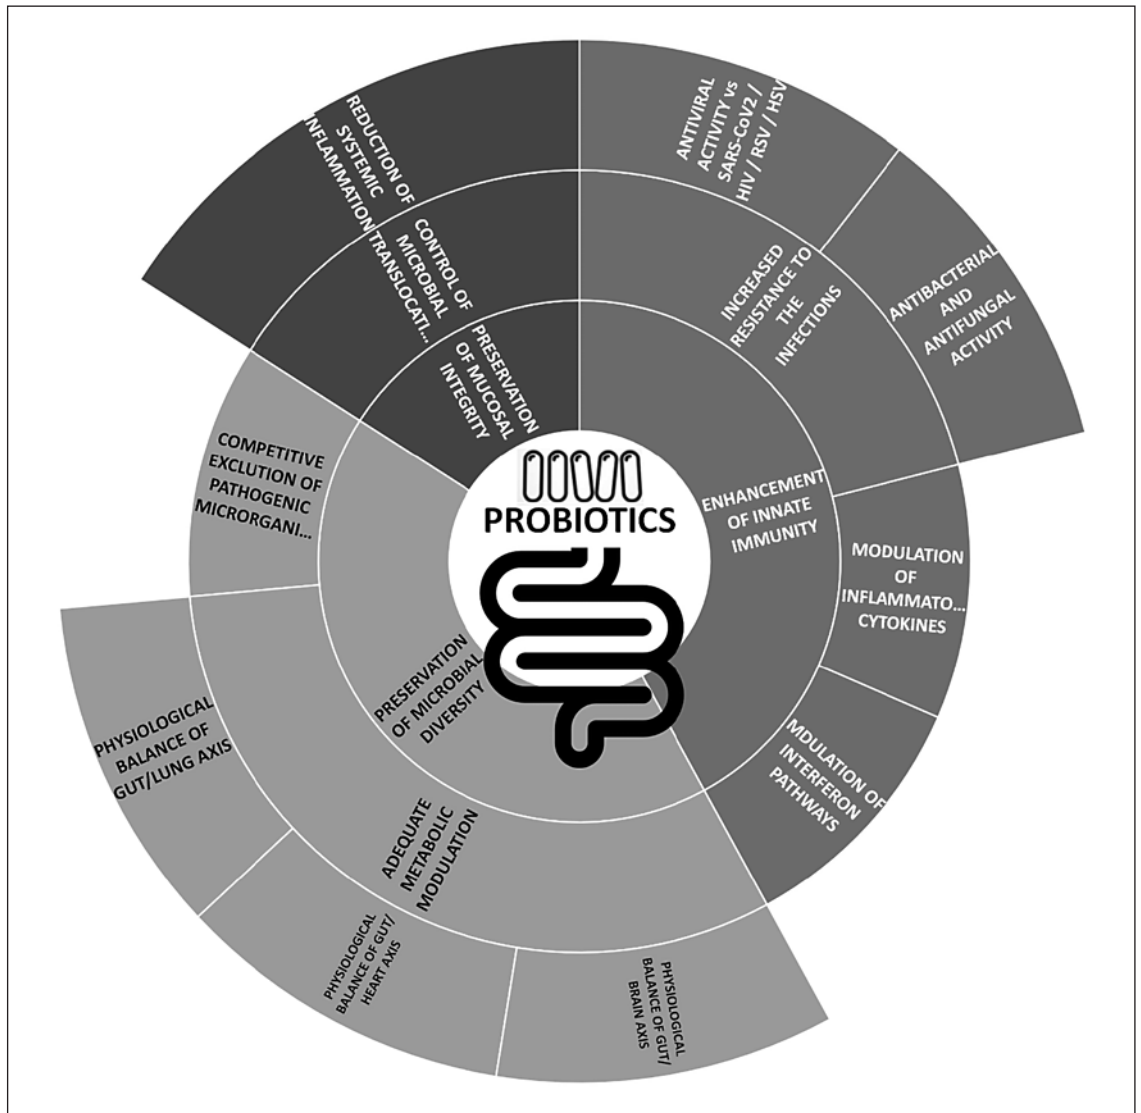 PROBIOTICS
ENHANCEMENT
OF INNATE
IMMUNITY
INCREASED
RESISTANCE TO
THE
INFECTIONS
ANTIVIRAL
ACTIVITY vs
SARS-CoV2 /
HIV / RSV / HSV
ANTIBACTERIAL
AND
ANTIFUNGAL
ACTIVITY
MODULATION
OF
INFLAMMATO...
CYTOKINES
MDULATION OF
INTERFERON
PATHWAYS
PRESERVATION
OF MICROBIAL
DIVERSITY
ADEQUATE
METABOLIC
MODULATION
PHYSIOLOGICAL
BALANCE OF GUT/
BRAIN AXIS
PHYSIOLOGICAL
BALANCE OF GUT/
HEART AXIS
PHYSIOLOGICAL
BALANCE OF
GUT/LUNG AXIS
COMPETITIVE
EXCLUTION OF
PATHOGENIC
MICRORGANI...
PRESERVATION
OF MUCOSAL
INTEGRITY
CONTROL OF
MICROBIAL
TRANSLOCATI...
REDUCTION OF
SYSTEMIC
INFLAMMATION